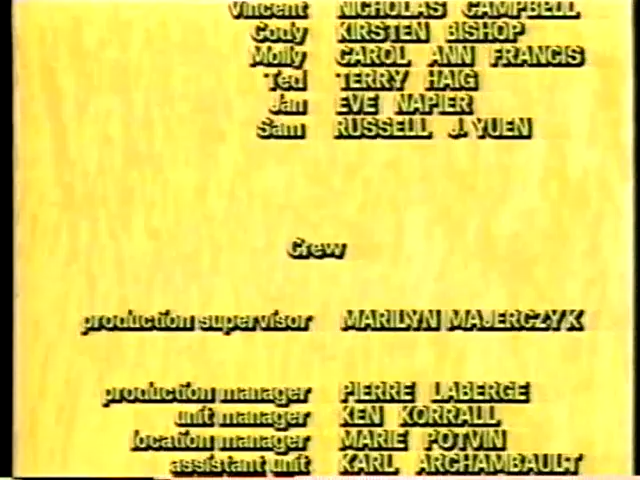 Vincent NICHOLAS CAMPBELL
Cody KIRSTEN BISHOP
Molly CAROL ANN FRANCIS
Ted TERRY HAIG
Jan EVE NAPIER
Sam RUSSELL J. YUEN
Crew
production supervisor MARILYN MAJERCZYK
production manager PIERRE LABERGE
unit manager KEN KORRALL
location manager MARIE POTVIN
assistant unit KARL ARCHAMBAULT